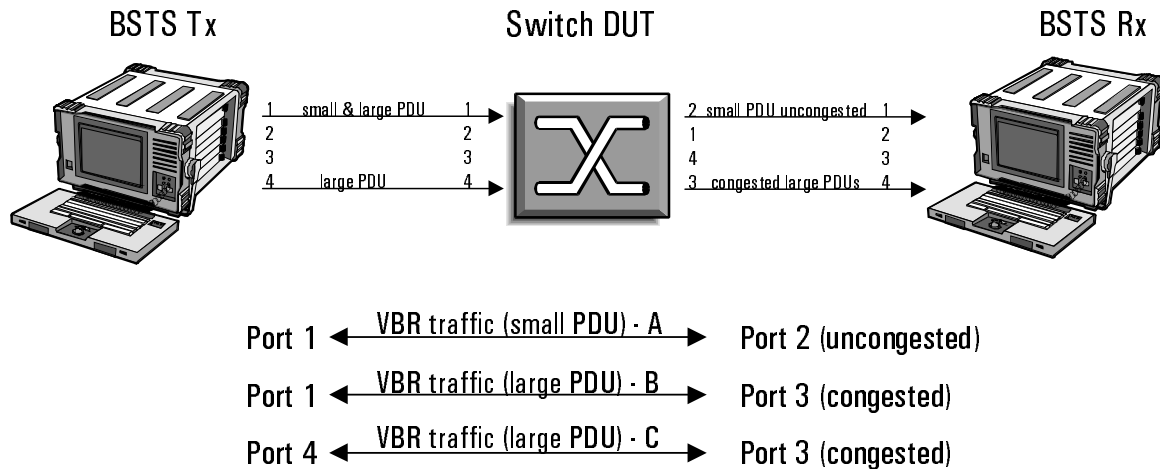 BSTS Tx
Switch DUT
BSTS Rx
1 small & large PDU 1
2 2
3 3
4 large PDU 4
2 small PDU uncongested 1
1 2
4 3
3 congested large PDUs 4
Port 1 VBR traffic (small PDU) - A Port 2 (uncongested)
Port 1 VBR traffic (large PDU) - B Port 3 (congested)
Port 4 VBR traffic (large PDU) - C Port 3 (congested)